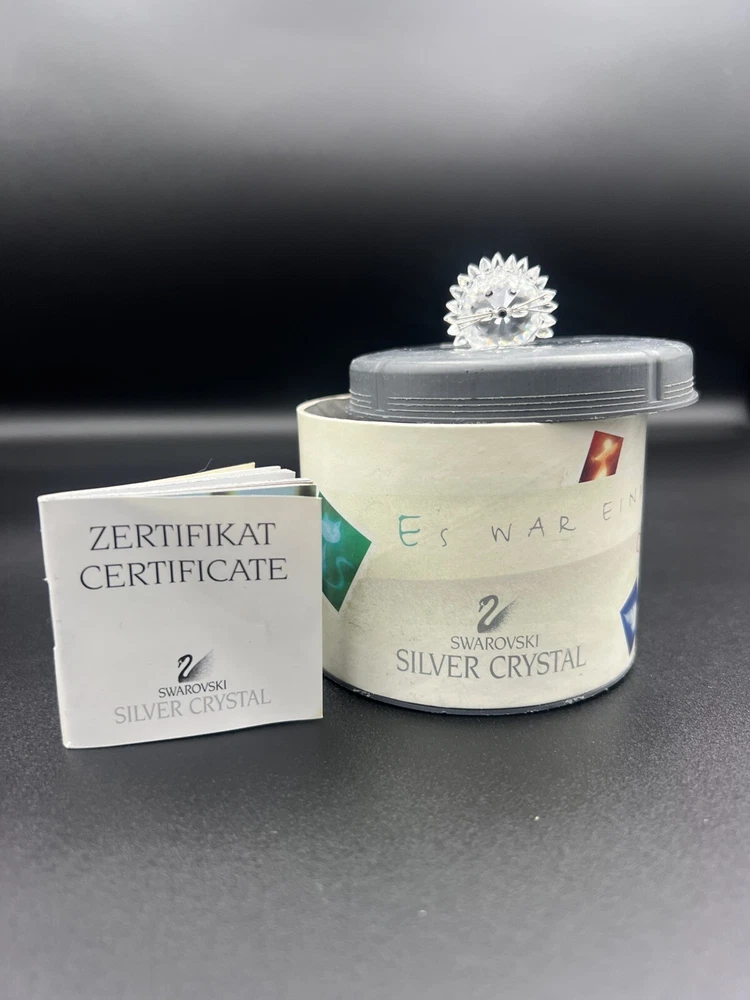 ZERTIFIKAT
CERTIFICATE
SWAROVSKI
SILVER CRYSTAL
ES WAR EIN
SWAROVSKI
SILVER CRYSTAL